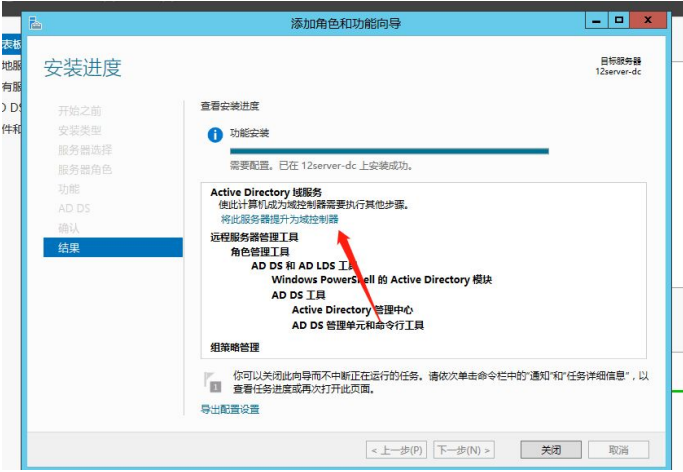 添加角色和功能向导
表板
地服
有服
D DS
件和
安装进度
目标服务器
12server-dc
开始之前
安装类型
服务器选择
服务器角色
功能
AD DS
确认
结果
查看安装进度
功能安装
需要配置。已在 12server-dc 上安装成功。
Active Directory 域服务
使此计算机成为域控制器需要执行其他步骤。
将此服务器提升为域控制器
远程服务器管理工具
角色管理工具
AD DS 和 AD LDS 工具
Windows PowerShell 的 Active Directory 模块
AD DS 工具
Active Directory 管理中心
AD DS 管理单元和命令行工具
组策略管理
1
你可以关闭此向导而不中断正在运行的任务。请依次单击命令栏中的"通知"和"任务详细信息"，以
查看任务进度或再次打开此页面。
导出配置设置
< 上一步(P) 下一步(N) > 关闭 取消